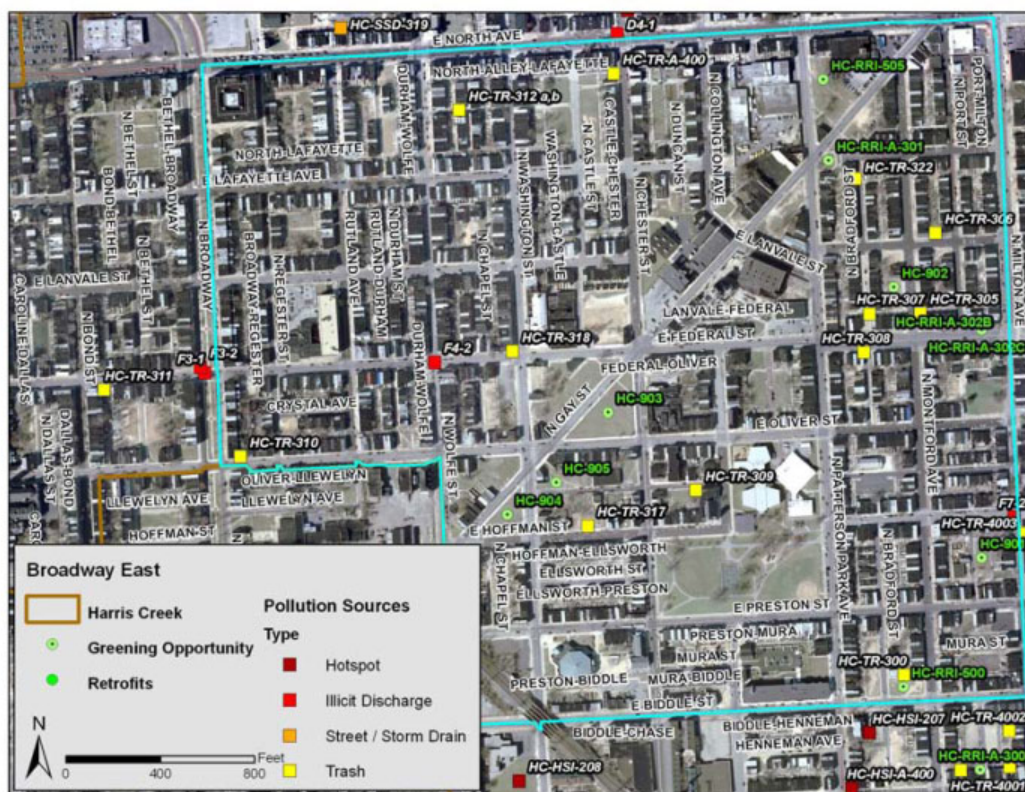 HC-SSD-319
D4-1
E NORTH AVE
NORTH-ALLEY-LAFAYETTE
HC-TR-A-400
HC-RRI-505
HC-TR-312 a,b
DURHAM-WOLFE
N BETHEL ST
BETHEL-BROADWAY
BOND-BETHEL
NORTH-LAFAYETTE
E LAFAYETTE AVE
N WASHINGTON ST
WASHINGTON-CASTLE
N CASTLE ST
CASTLE-CHESTER
N DUNCAN ST
N COLLINGTON AVE
N CHESTER ST
HC-RRI-A-301
HC-TR-322
N PORT ST
PORT-MILTON
N BRADFORD ST
HC-TR-306
E LANVALE ST
N BETHEL ST
N BROADWAY
BROADWAY-REGESTER
N REGESTER ST
RUTLAND AVE
RUTLAND-DURHAM
N DURHAM ST
N CHAPEL ST
E LANVALE ST
HC-902
N MILTON AVE
CAROLINE/DALLAS
N BOND ST
LANVALE-FEDERAL
HC-TR-307
HC-TR-305
HC-RRI-A-302B
E FEDERAL ST
HC-TR-308
HC-RRI-A-302C
HC-TR-318
F3-1
F3-2
F4-2
FEDERAL OLIVER
HC-TR-311
CRYSTAL AVE
DURHAM-WOLFE
N GAY ST
HC-903
N DALLAS ST
DALLAS-BOND
HC-TR-310
N WOLFE ST
E OLIVER ST
N MONTFORD AVE
OLIVER-LLEWELYN
LLEWELYN AVE
LLEWELYN AVE
HC-905
HC-TR-309
HC-904
N PATTERSON PARK AVE
F7-
HOFFMAN ST
E HOFFMAN ST
HC-TR-317
HC-TR-4003
HC-901
N CHAPEL ST
HOFFMAN-ELLSWORTH
ELLSWORTH ST
ELLSWORTH-PRESTON
N BRADFORD ST
E PRESTON ST
PRESTON-MURA
MURA ST
MURA ST
PRESTON-BIDDLE
MURA-BIDDLE
HC-TR-300
HC-RRI-500
E BIDDLE ST
BIDDLE-CHASE
BIDDLE-HENNEMAN
HENNEMAN AVE
HC-HSI-207
HC-TR-4002
HC-HSI-208
HC-HSI-A-400
HC-RRI-A-300
HC-TR-4001
Broadway East
Harris Creek
Greening Opportunity
Retrofits
Pollution Sources
Type
Hotspot
Illicit Discharge
Street / Storm Drain
Trash
N
0 400 800 Feet